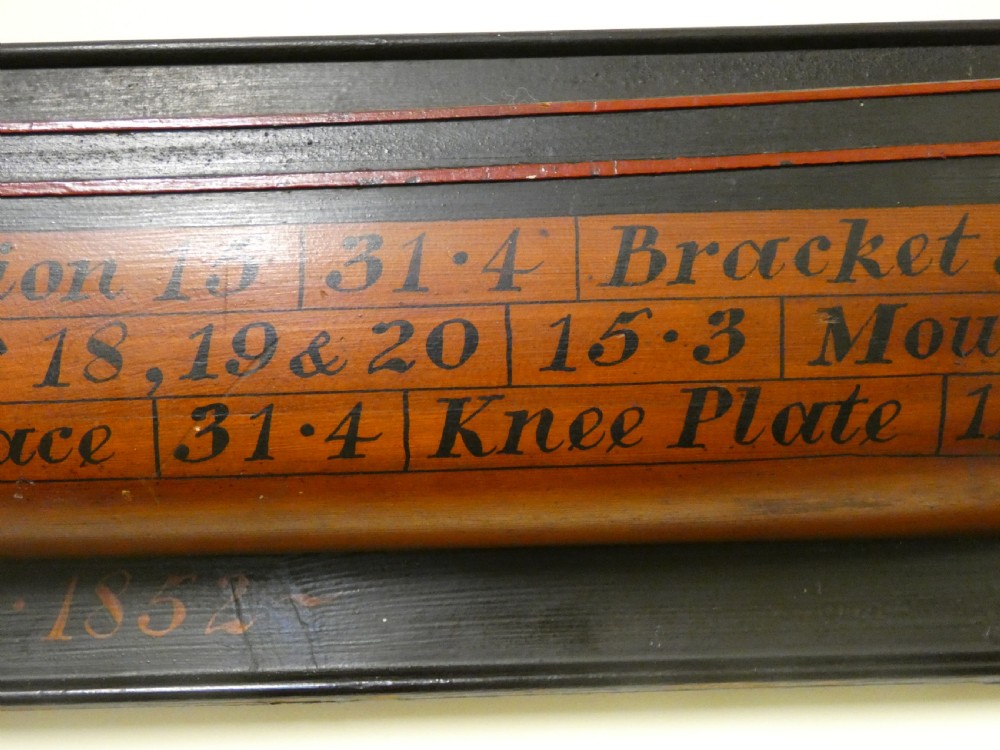 ion 15 31·4 Bracket
18, 19 & 20 15·3 Mou
ace 31·4 Knee Plate
· 1852 -